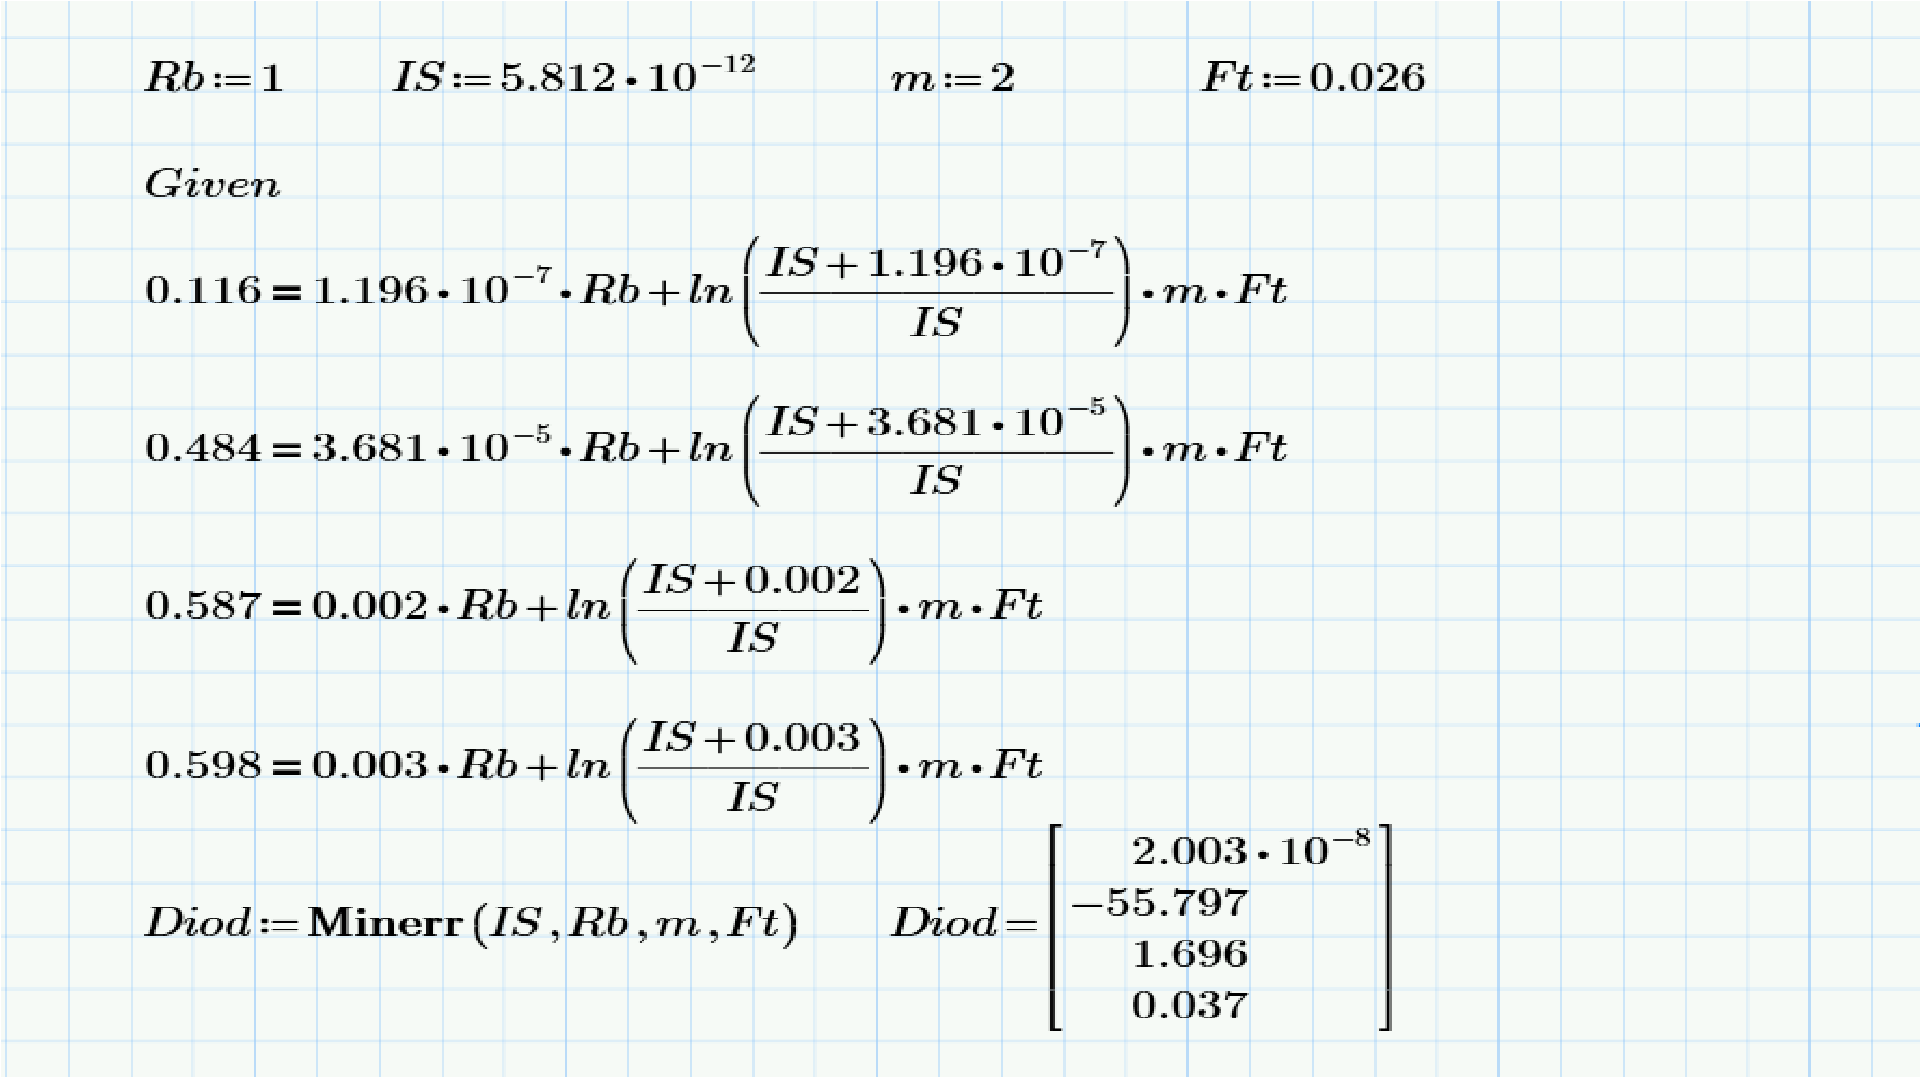 Rb:=1 IS:=5.812·10⁻¹² m:=2 Ft:=0.026
Given
0.116=1.196·10⁻⁷·Rb+ln((IS+1.196·10⁻⁷)/IS)·m·Ft
0.484=3.681·10⁻⁵·Rb+ln((IS+3.681·10⁻⁵)/IS)·m·Ft
0.587=0.002·Rb+ln((IS+0.002)/IS)·m·Ft
0.598=0.003·Rb+ln((IS+0.003)/IS)·m·Ft
Diod:=Minerr(IS,Rb,m,Ft) Diod=[2.003·10⁻⁸
-55.797
1.696
0.037]